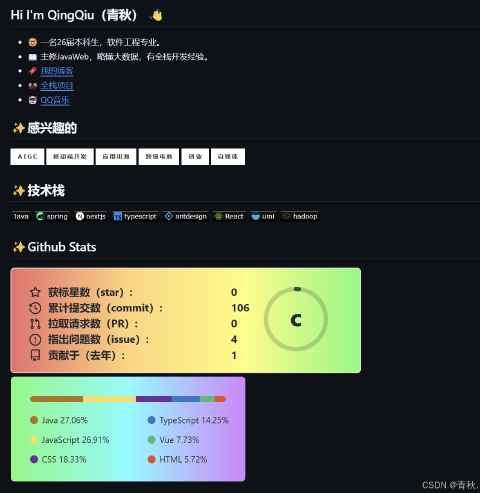 Hi I'm QingQiu（青秋）
一名26届本科生，软件工程专业。
主修JavaWeb，略懂大数据，有全栈开发经验。
我的博客
全栈项目
QQ音乐
感兴趣的
AIGC 移动端开发 应用出海 跨境电商 创业 自媒体
技术栈
Java spring nextjs typescript antdesign React umi hadoop
Github Stats
获标星数（star）： 0
累计提交数（commit）： 106
拉取请求数（PR）： 0
指出问题数（issue）： 4
贡献于（去年）： 1
C
Java 27.06% TypeScript 14.25%
JavaScript 26.91% Vue 7.73%
CSS 18.33% HTML 5.72%
CSDN @青秋.